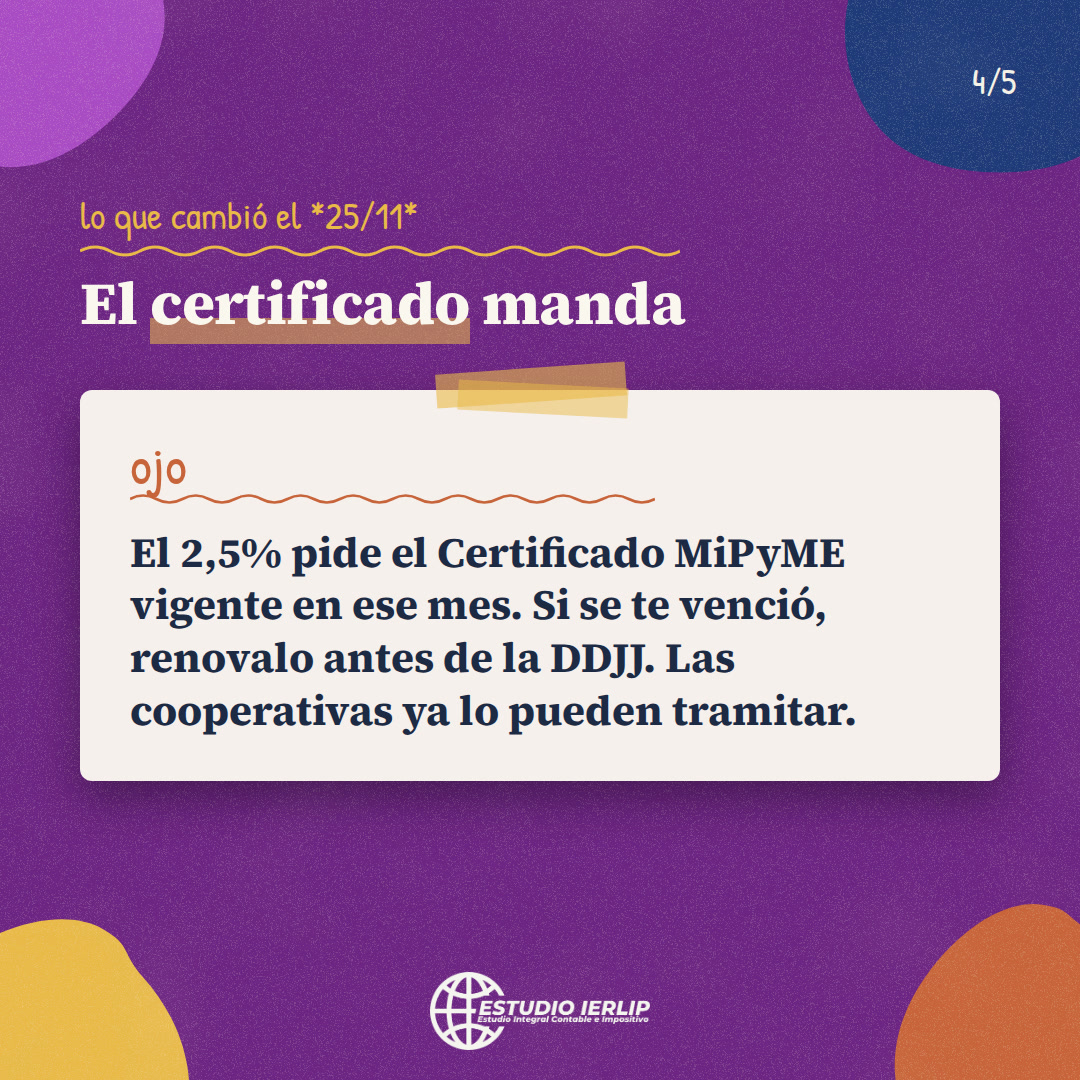 4/5
lo que cambió el *25/11*
El certificado manda
ojo
El 2,5% pide el Certificado MiPyME
vigente en ese mes. Si se te venció,
renovalo antes de la DDJJ. Las
cooperativas ya lo pueden tramitar.
ESTUDIO IERLIP
Estudio Integral Contable e Impositivo